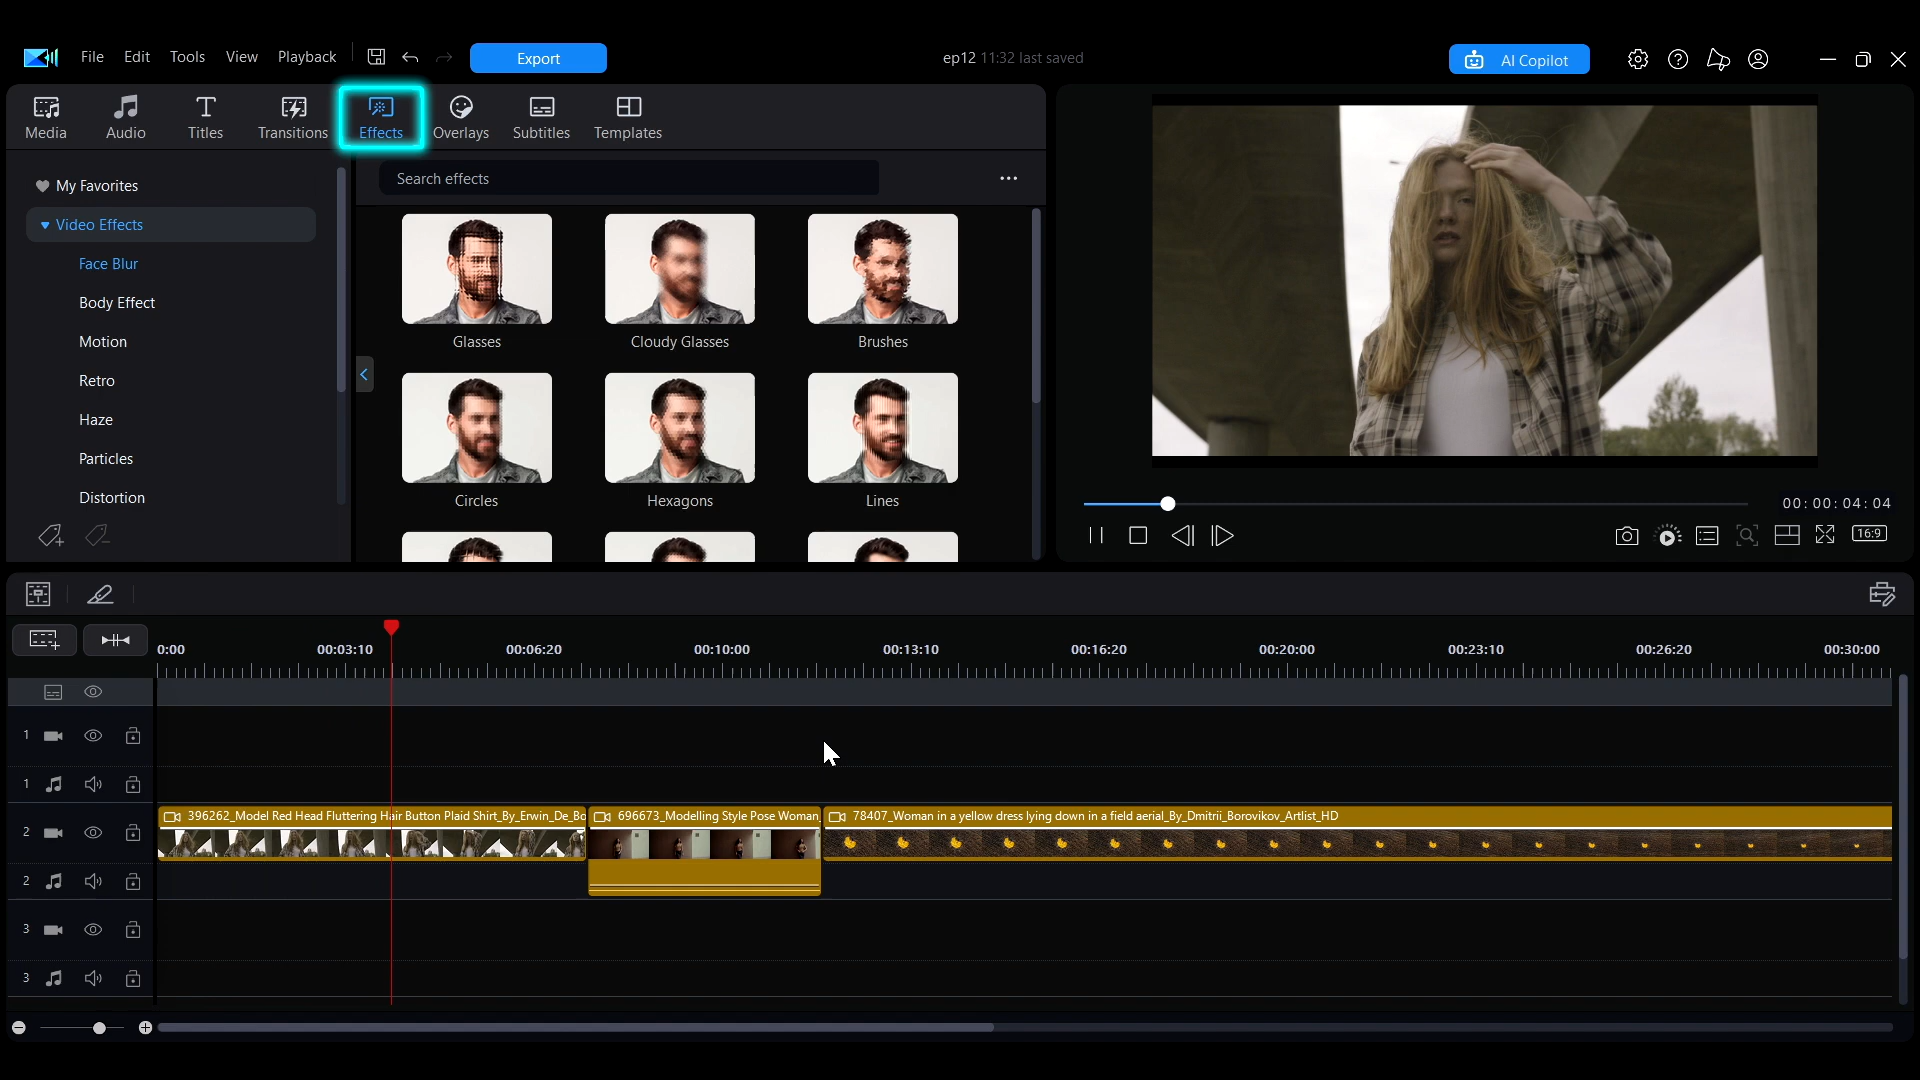 File Edit Tools View Playback Export ep12 11:32 last saved AI Copilot
Media Audio Titles Transitions Effects Overlays Subtitles Templates
My Favorites
Video Effects
Face Blur
Body Effect
Motion
Retro
Haze
Particles
Distortion
Search effects
Glasses Cloudy Glasses Brushes
Circles Hexagons Lines
00:00:04:04
16:9
0:00 00:03:10 00:06:20 00:10:00 00:13:10 00:16:20 00:20:00 00:23:10 00:26:20 00:30:00
1
1
396262_Model Red Head Fluttering Hair Button Plaid Shirt_By_Erwin_De_Bo 696673_Modelling Style Pose Woman_ 78407_Woman in a yellow dress lying down in a field aerial_By_Dmitrii_Borovikov_Artlist_HD
2
2
3
3